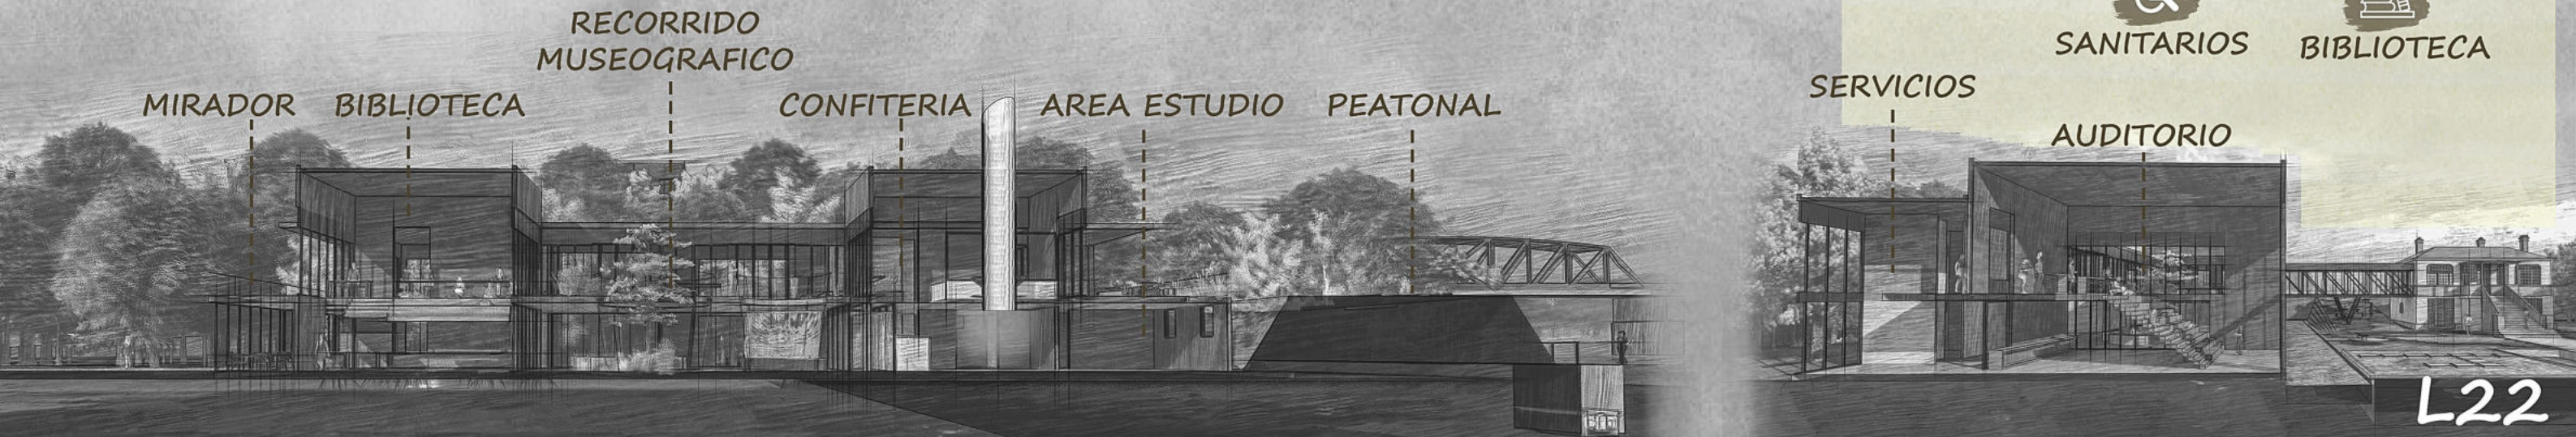 RECORRIDO
MUSEOGRAFICO
MIRADOR
BIBLIOTECA
CONFITERIA
AREA ESTUDIO
PEATONAL
SANITARIOS
BIBLIOTECA
SERVICIOS
AUDITORIO
L22